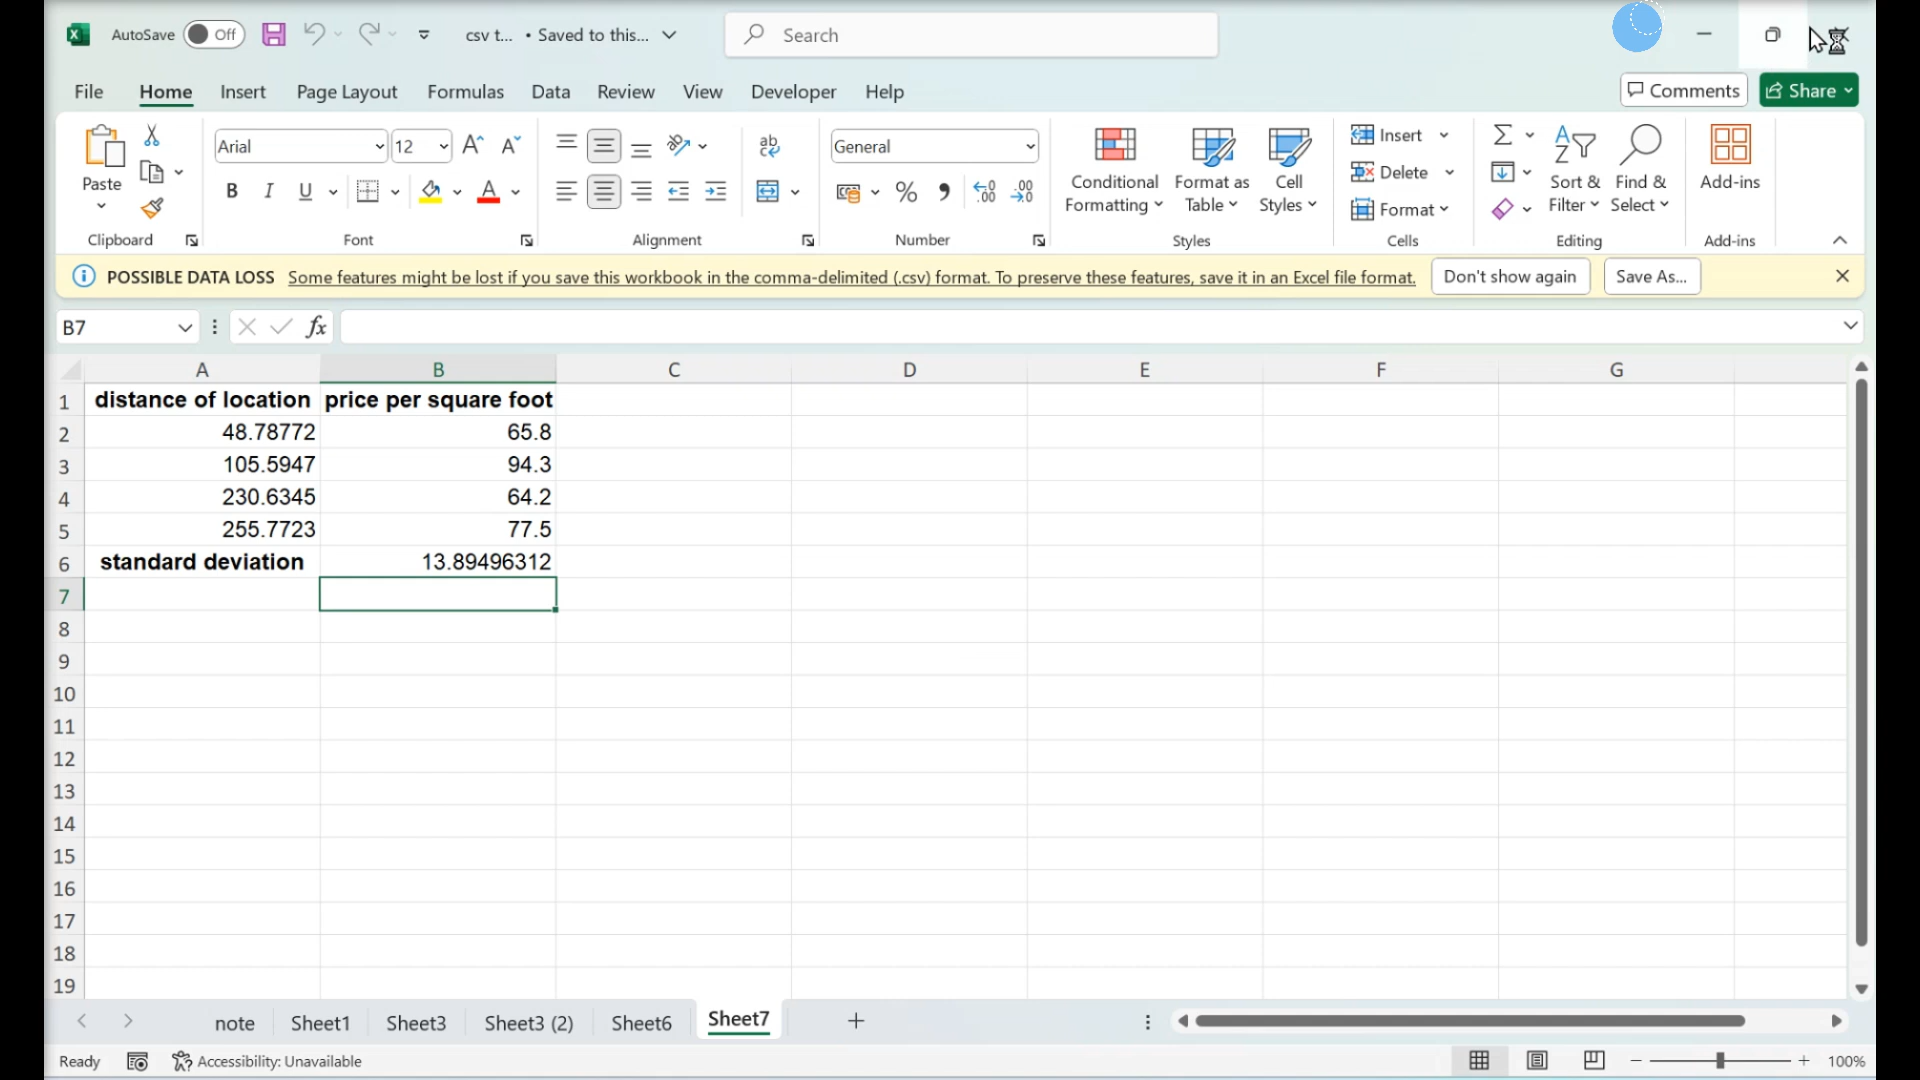 AutoSave Off csv t... • Saved to this... Search
File Home Insert Page Layout Formulas Data Review View Developer Help Comments Share
Paste Arial 12 General Conditional Formatting Format as Table Cell Styles Insert Delete Format Sort & Filter Find & Select Add-ins
Clipboard Font Alignment Number Styles Cells Editing Add-ins
POSSIBLE DATA LOSS Some features might be lost if you save this workbook in the comma-delimited (.csv) format. To preserve these features, save it in an Excel file format. Don't show again Save As...
B7 fx
A B C D E F G
1 distance of location price per square foot
2 48.78772 65.8
3 105.5947 94.3
4 230.6345 64.2
5 255.7723 77.5
6 standard deviation 13.89496312
7
8
9
10
11
12
13
14
15
16
17
18
19
note Sheet1 Sheet3 Sheet3 (2) Sheet6 Sheet7
Ready Accessibility: Unavailable 100%